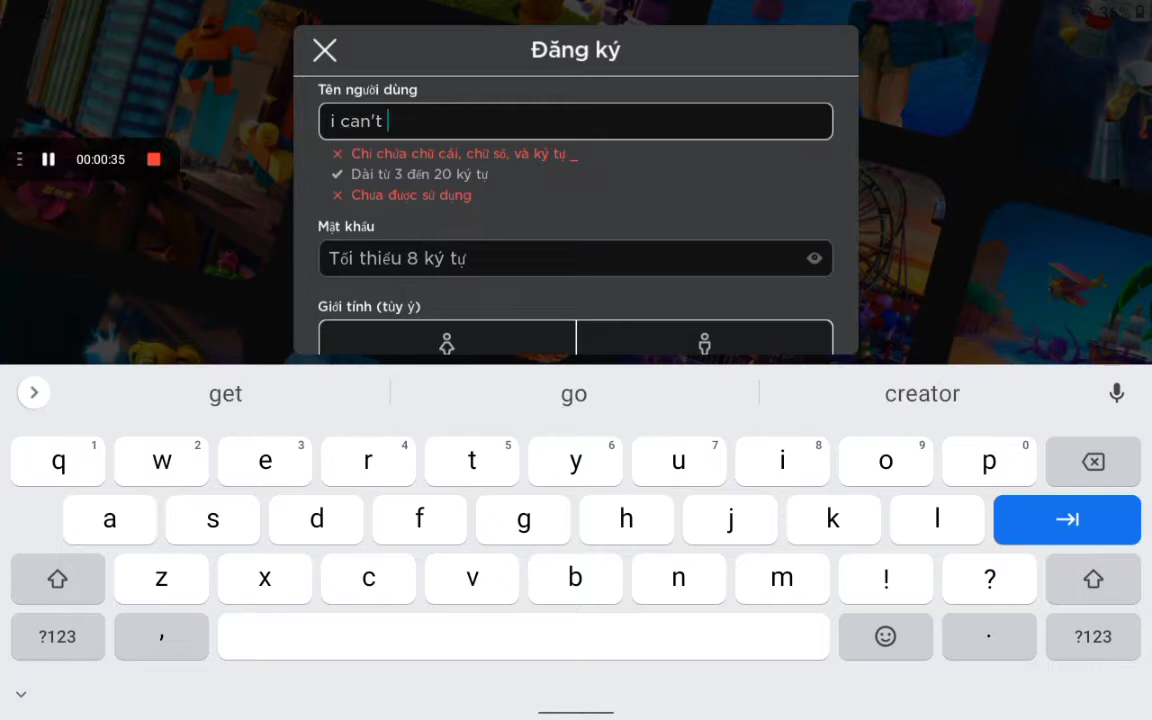 36%
Đăng ký
Tên người dùng
i can't
00:00:35
× Chỉ chứa chữ cái, chữ số, và ký tự _
✓ Dài từ 3 đến 20 ký tự
× Chưa được sử dụng
Mật khẩu
Tối thiểu 8 ký tự
Giới tính (tùy ý)
get go creator
q 1 w 2 e 3 r 4 t 5 y 6 u 7 i 8 o 9 p 0
a s d f g h j k l
z x c v b n m ! ?
?123 , . ?123